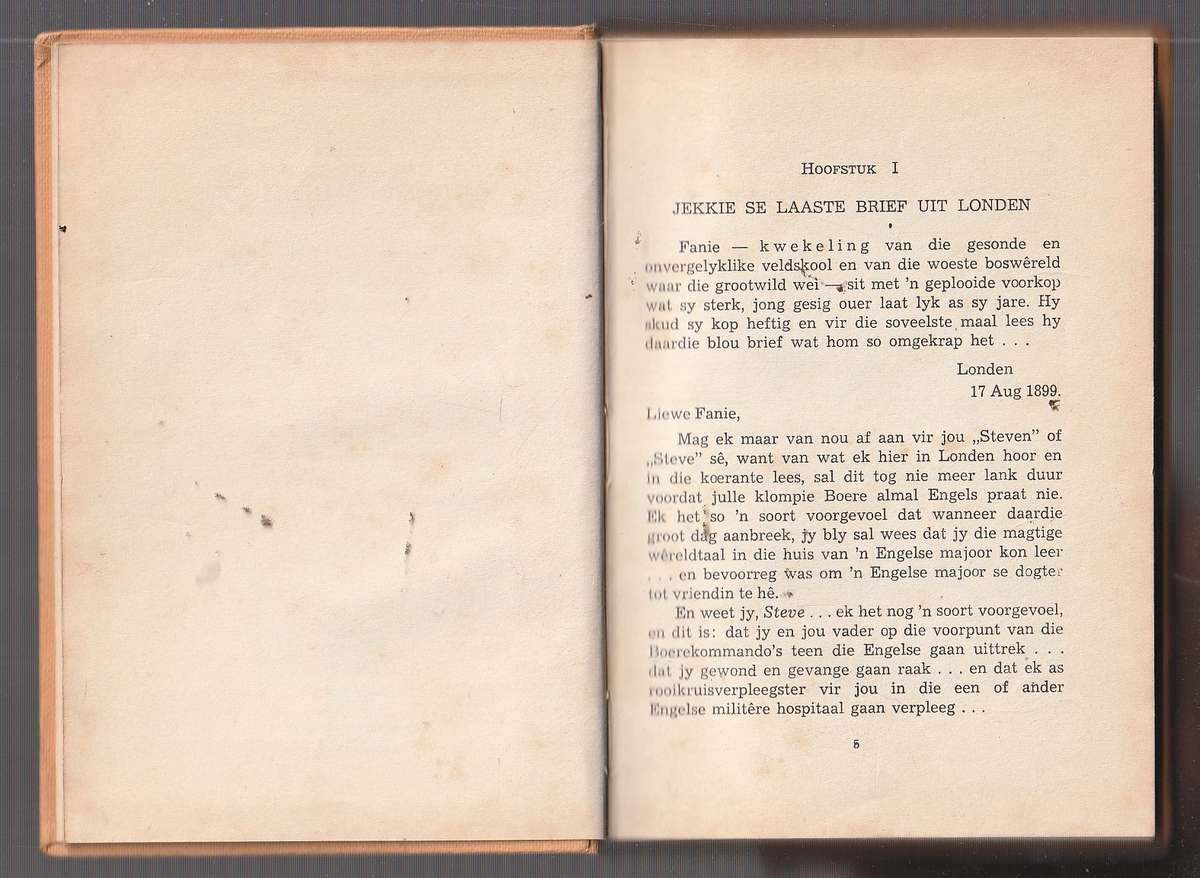 HOOFSTUK I
JEKKIE SE LAASTE BRIEF UIT LONDEN
Fanie — kwekeling van die gesonde en
onvergelyklike veldskool en van die woeste boswêreld
waar die grootwild wei — sit met 'n geplooide voorkop
wat sy sterk, jong gesig ouer laat lyk as sy jare. Hy
skud sy kop heftig en vir die soveelste maal lees hy
daardie blou brief wat hom so omgekrap het . . .
Londen
17 Aug 1899.
Liewe Fanie,
Mag ek maar van nou af aan vir jou „Steven” of
„Steve” sê, want van wat ek hier in Londen hoor en
in die koerante lees, sal dit tog nie meer lank duur
voordat julle klompie Boere almal Engels praat nie.
Ek het so 'n soort voorgevoel dat wanneer daardie
groot dag aanbreek, jy bly sal wees dat jy die magtige
wêreldtaal in die huis van 'n Engelse majoor kon leer
. . . en bevoorreg was om 'n Engelse majoor se dogter
tot vriendin te hê.
En weet jy, Steve . . . ek het nog 'n soort voorgevoel,
en dit is: dat jy en jou vader op die voorpunt van die
Boerekommando's teen die Engelse gaan uittrek . . .
dat jy gewond en gevange gaan raak . . . en dat ek as
rooikruisverpleegster vir jou in die een of ander
Engelse militêre hospitaal gaan verpleeg . . .
5